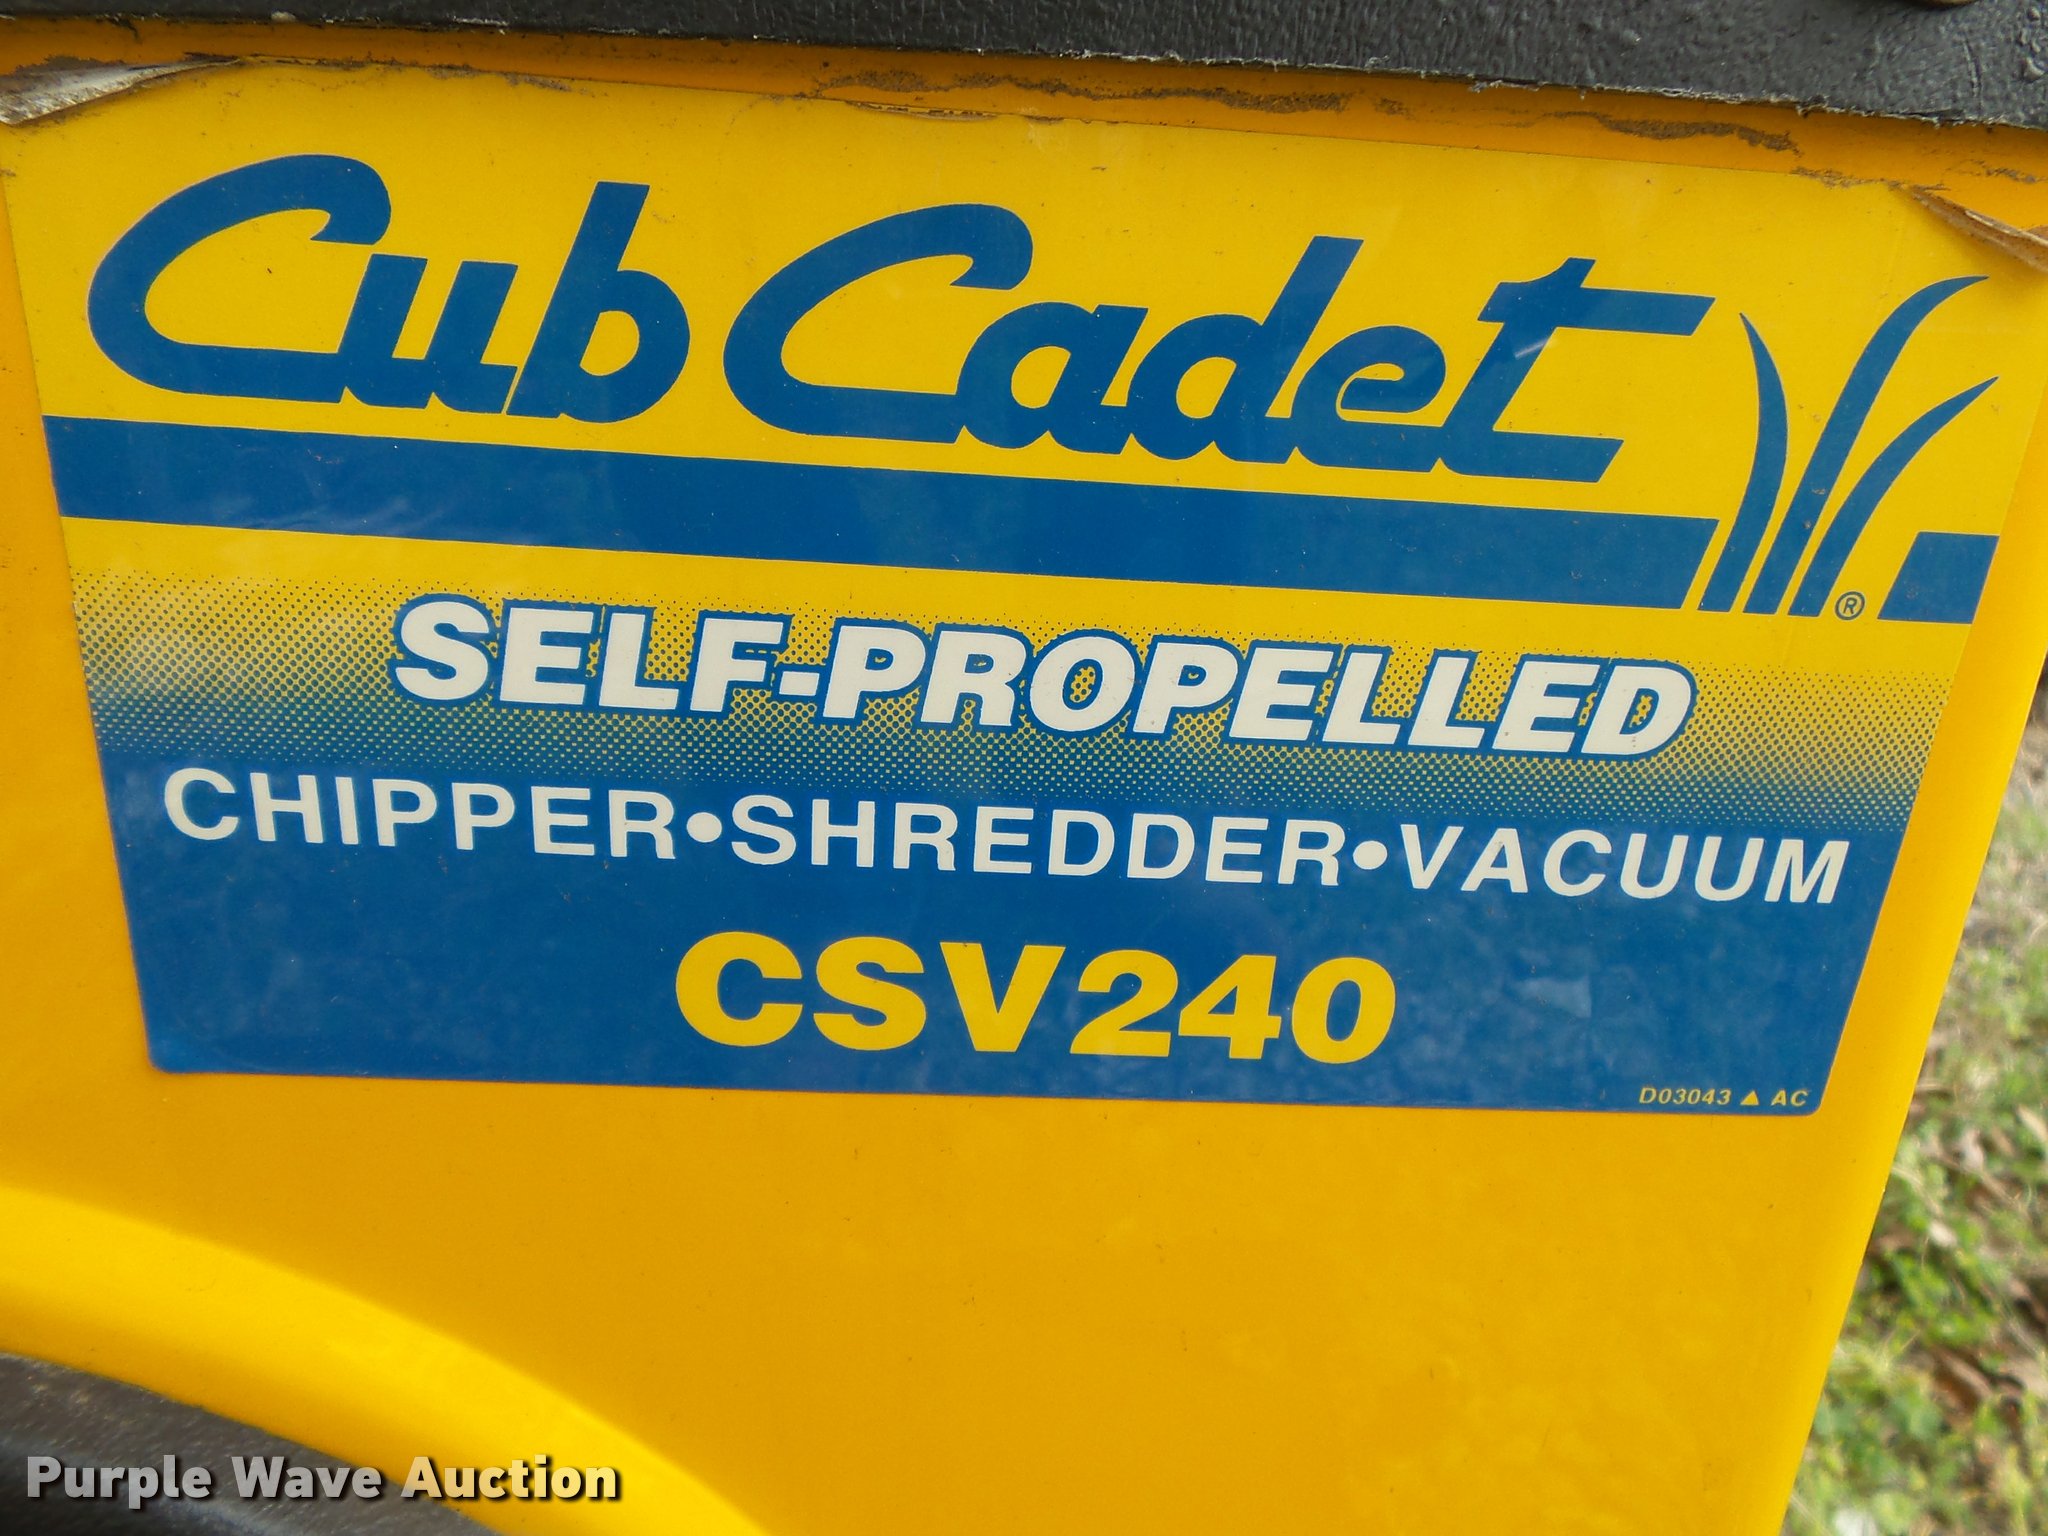 Cub Cadet ®
SELF-PROPELLED
CHIPPER•SHREDDER•VACUUM
CSV240
D03043 ▲ AC
Purple Wave Auction